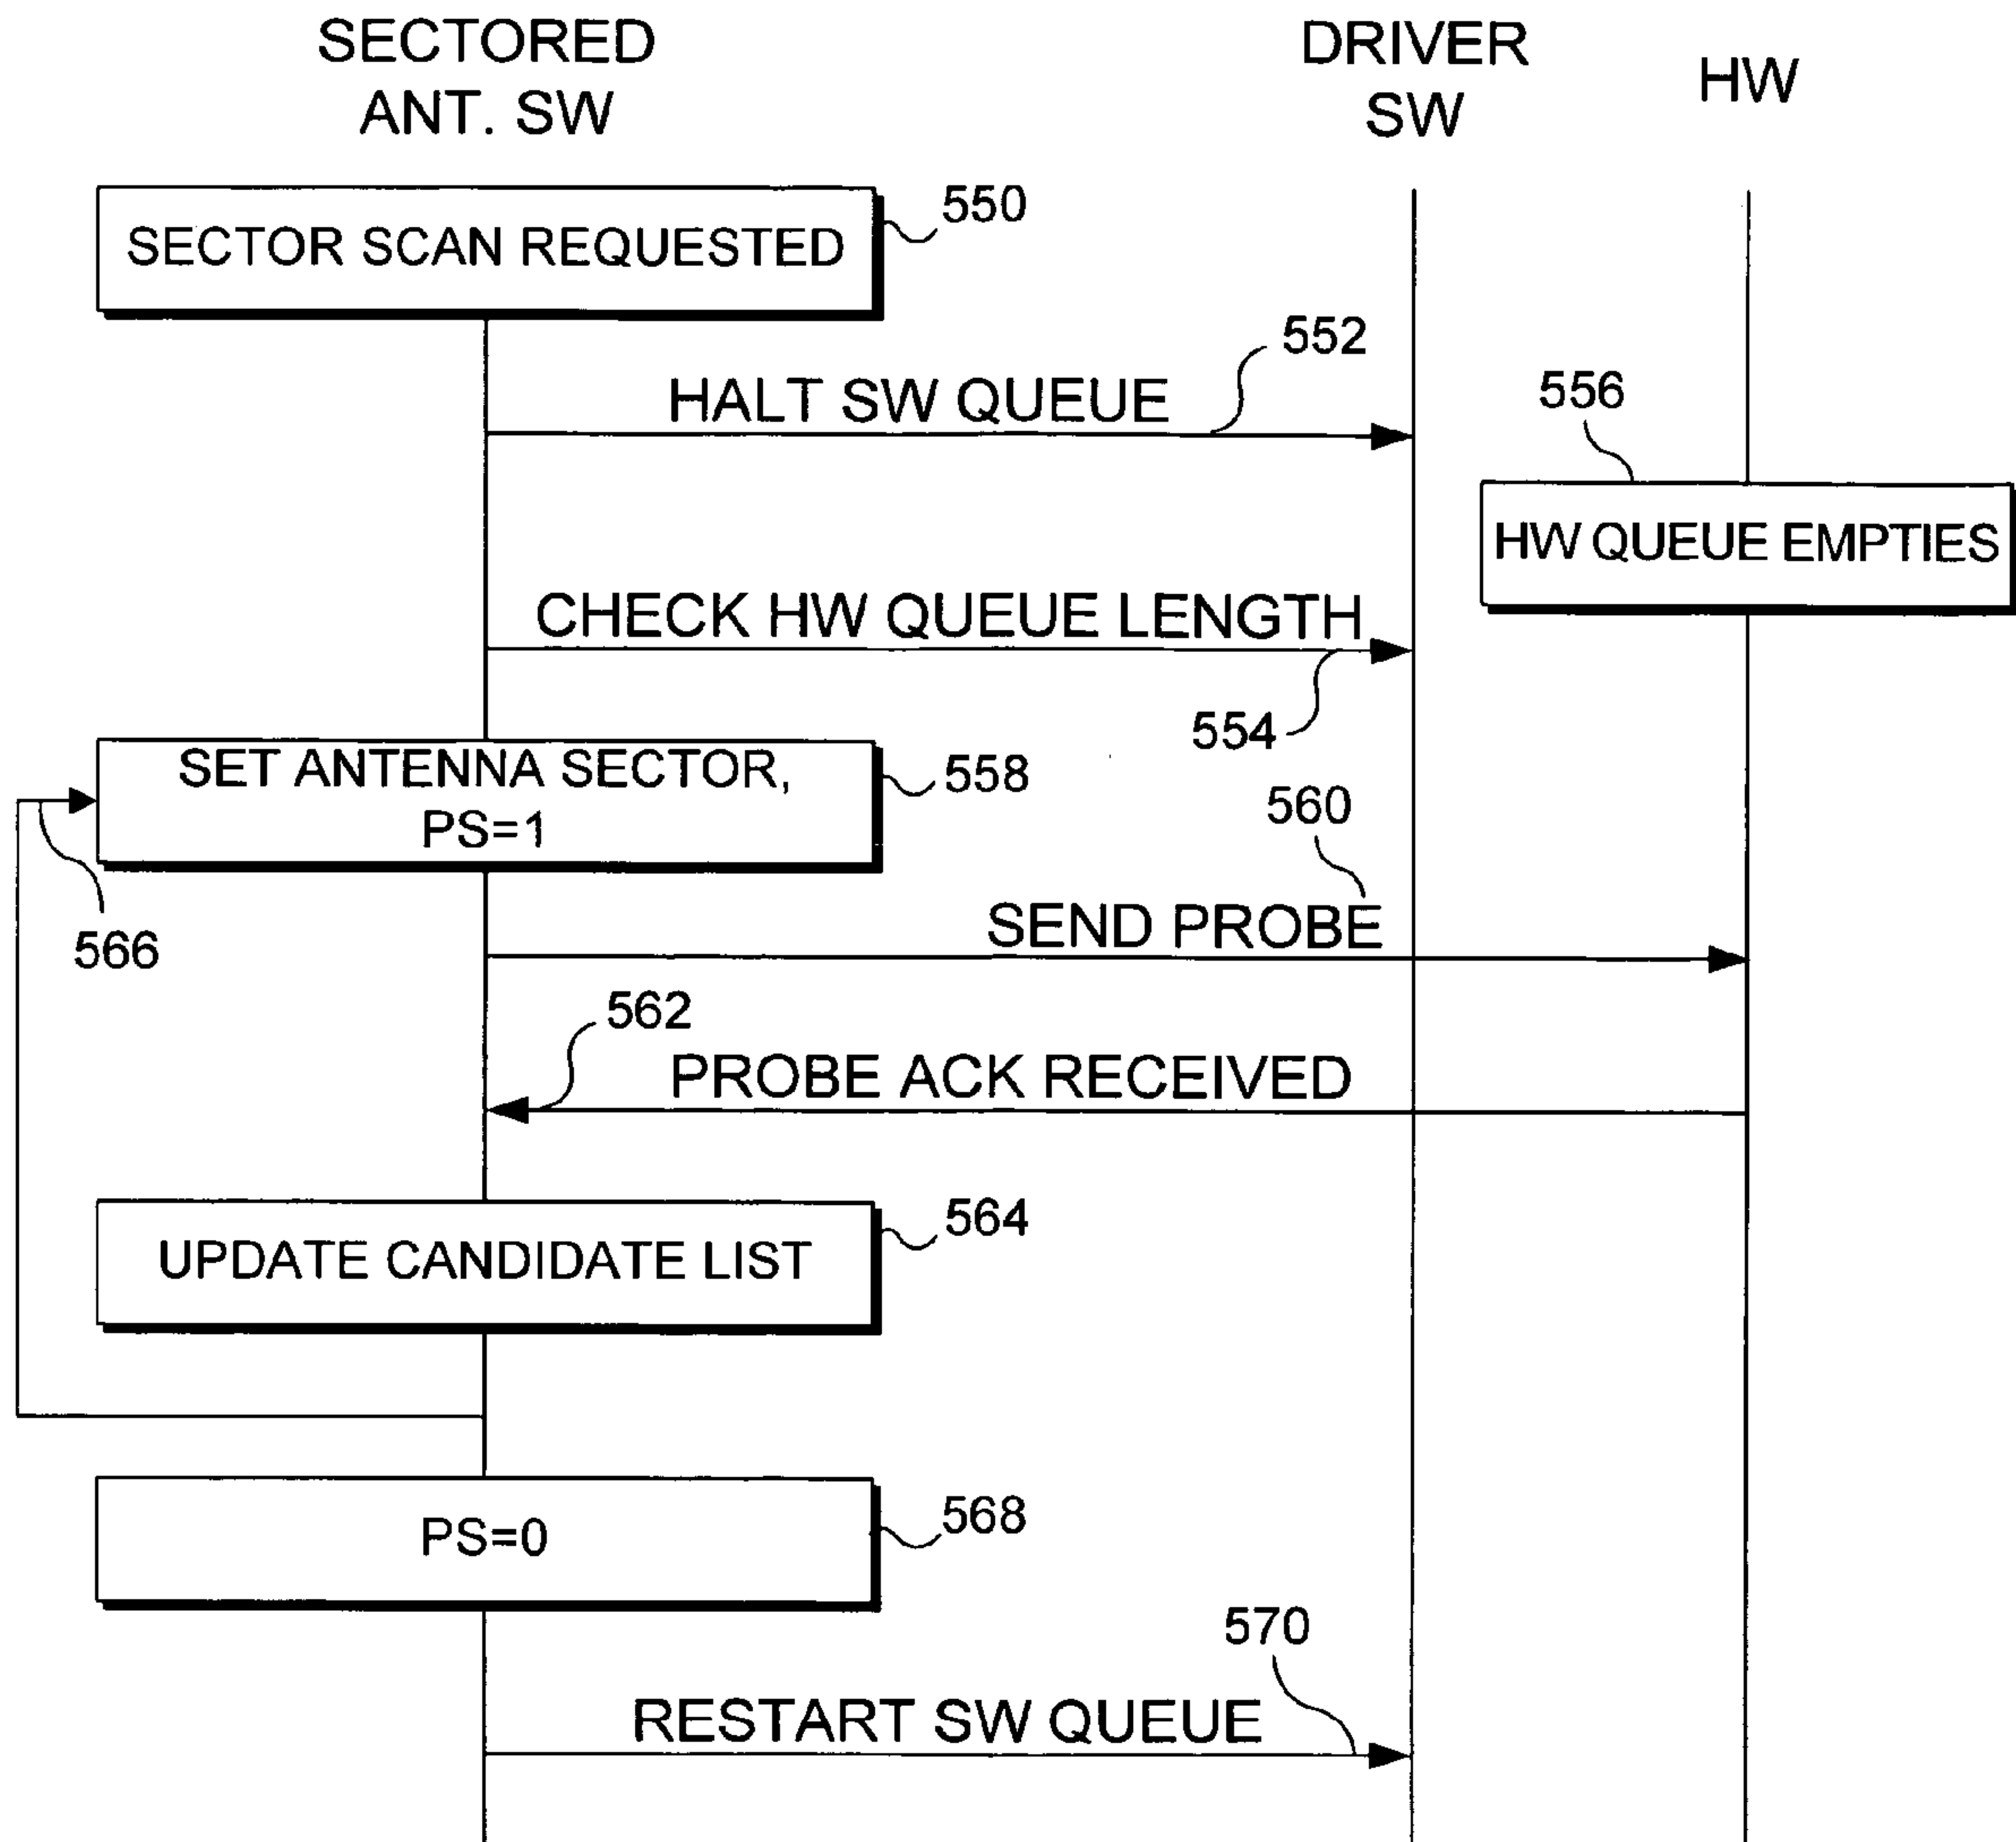 SECTORED
ANT. SW
DRIVER
SW
HW
SECTOR SCAN REQUESTED
550
552
HALT SW QUEUE
556
HW QUEUE EMPTIES
CHECK HW QUEUE LENGTH
554
SET ANTENNA SECTOR,
PS=1
558
560
566
SEND PROBE
562
PROBE ACK RECEIVED
564
UPDATE CANDIDATE LIST
568
PS=0
570
RESTART SW QUEUE